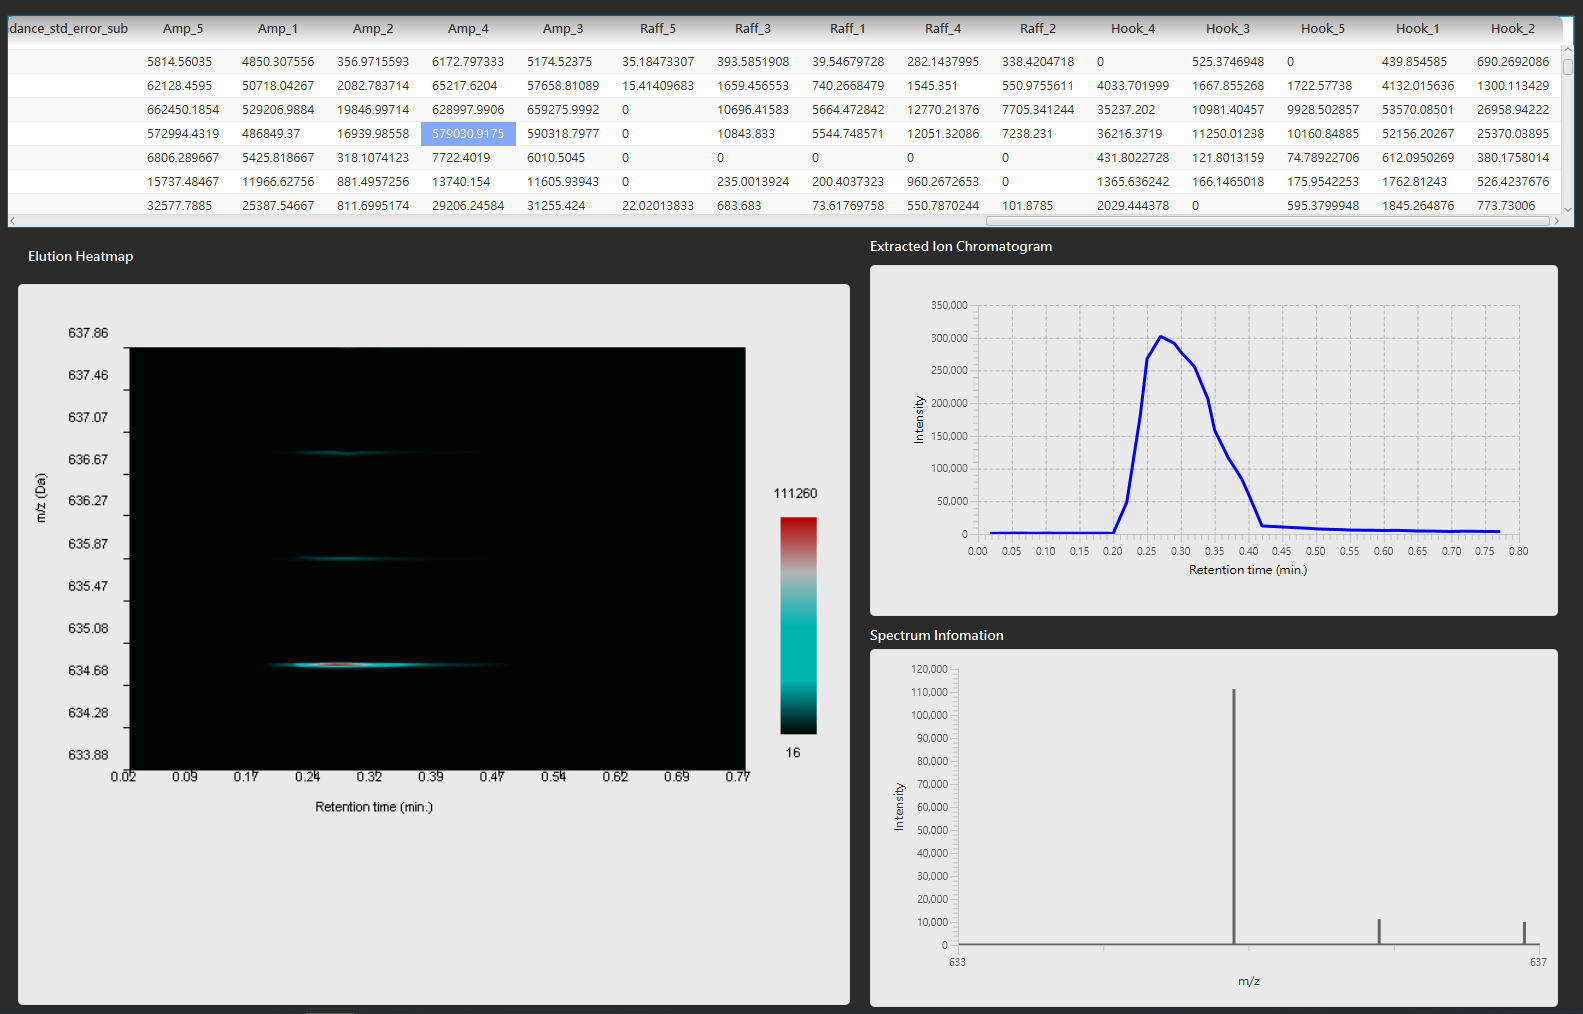 dance_std_error_sub Amp_5 Amp_1 Amp_2 Amp_4 Amp_3 Raff_5 Raff_3 Raff_1 Raff_4 Raff_2 Hook_4 Hook_3 Hook_5 Hook_1 Hook_2
5814.56035 4850.307556 356.9715593 6172.797333 5174.52375 35.18473307 393.5851908 39.54679728 282.1437995 338.4204718 0 525.3746948 0 439.854585 690.2692086
62128.4595 50718.04267 2082.783714 65217.6204 57658.81089 15.41409683 1659.456553 740.2668479 1545.351 550.9755611 4033.701999 1667.855268 1722.57738 4132.015636 1300.113429
662450.1854 529206.9884 19846.99714 628997.9906 659275.9992 0 10696.41583 5664.472842 12770.21376 7705.341244 35237.202 10981.40457 9928.502857 53570.08501 26958.94222
572994.4319 486849.37 16939.98558 579030.9175 590318.7977 0 10843.833 5544.748571 12051.32086 7238.231 36216.3719 11250.01238 10160.84885 52156.20267 25370.03895
6806.289667 5425.818667 318.1074123 7722.4019 6010.5045 0 0 0 0 0 431.8022728 121.8013159 74.78922706 612.0950269 380.1758014
15737.48467 11966.62756 881.4957256 13740.154 11605.93943 0 235.0013924 200.4037323 960.2672653 0 1365.636242 166.1465018 175.9542253 1762.81243 526.4237676
32577.7885 25387.54667 811.6995174 29206.24584 31255.424 22.02013833 683.683 73.61769758 550.7870244 101.8785 2029.444378 0 595.3799948 1845.264876 773.73006
Elution Heatmap
637.86
637.46
637.07
636.67
636.27
635.87
635.47
635.08
634.68
634.28
633.88
m/z (Da)
0.02 0.09 0.17 0.24 0.32 0.39 0.47 0.54 0.62 0.69 0.77
Retention time (min.)
111260
16
Extracted Ion Chromatogram
350,000
300,000
250,000
200,000
150,000
100,000
50,000
0
Intensity
0.00 0.05 0.10 0.15 0.20 0.25 0.30 0.35 0.40 0.45 0.50 0.55 0.60 0.65 0.70 0.75 0.80
Retention time (min.)
Spectrum Infomation
120,000
110,000
100,000
90,000
80,000
70,000
60,000
50,000
40,000
30,000
20,000
10,000
0
Intensity
633 637
m/z